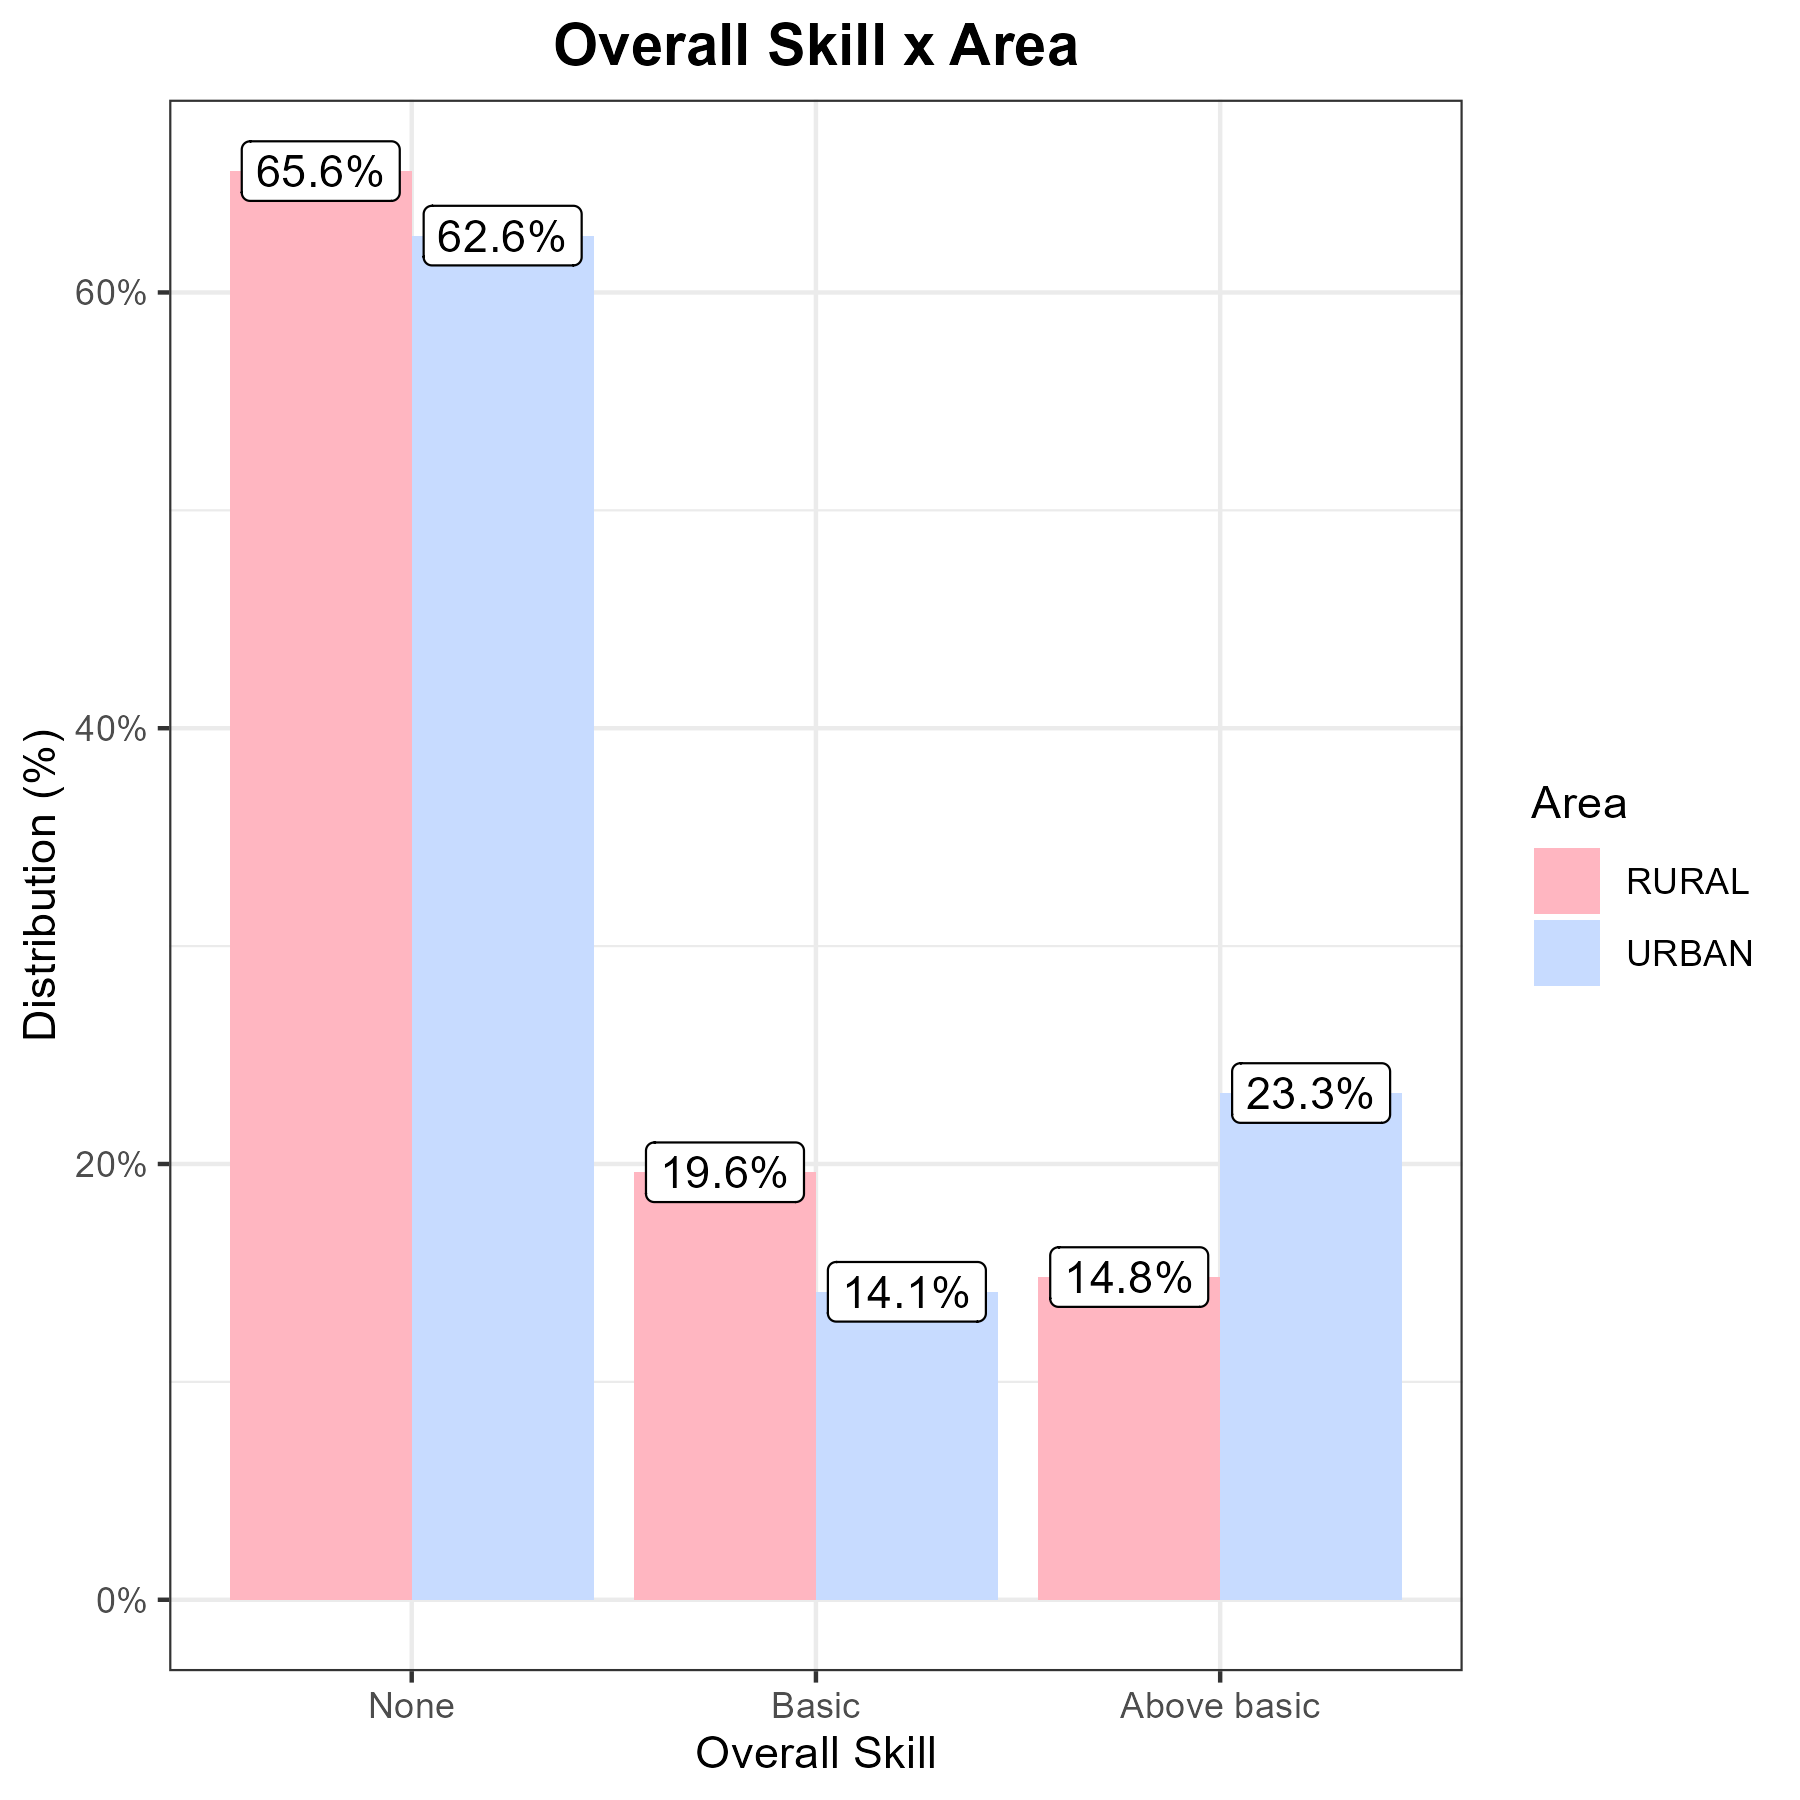 Overall Skill x Area
65.6%
62.6%
60%
40%
20%
0%
19.6%
14.1%
14.8%
23.3%
Distribution (%)
None
Basic
Above basic
Overall Skill
Area
RURAL
URBAN